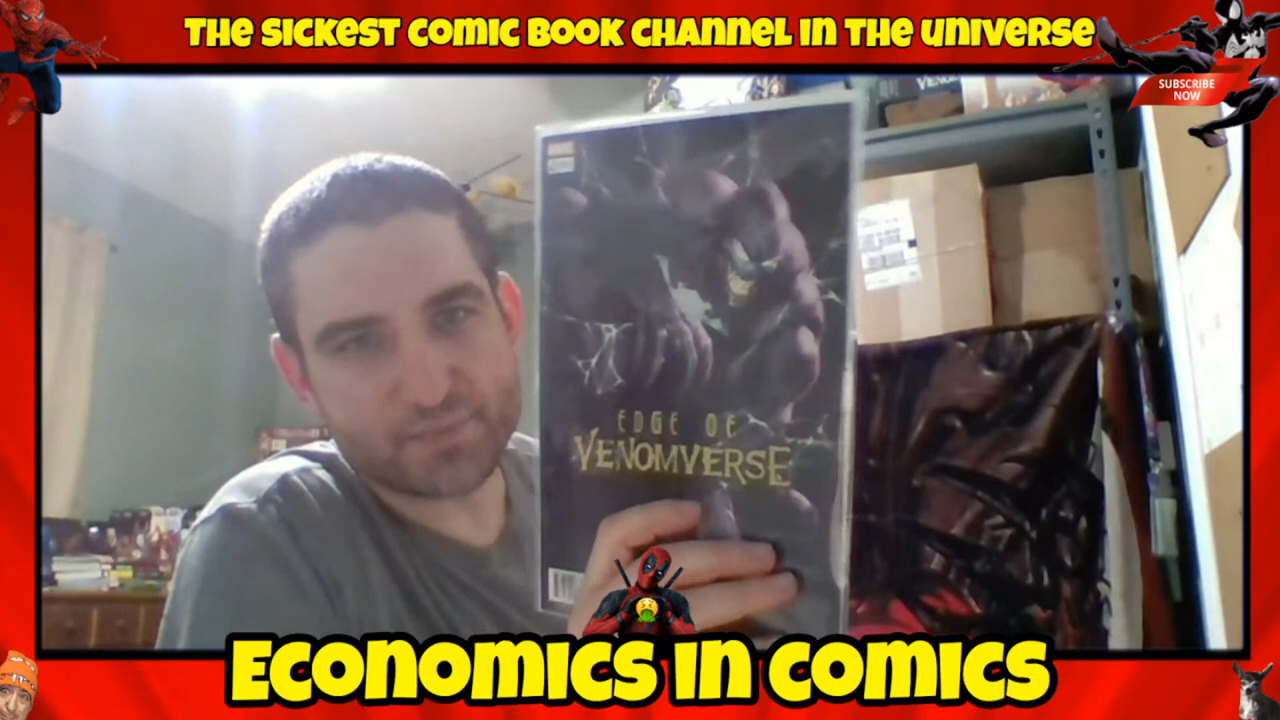 THE SICKEST COMIC BOOK CHANNEL IN THE UNIVERSE
SUBSCRIBE
NOW
EDGE OF
VENOMVERSE
ECONOMICS IN COMICS